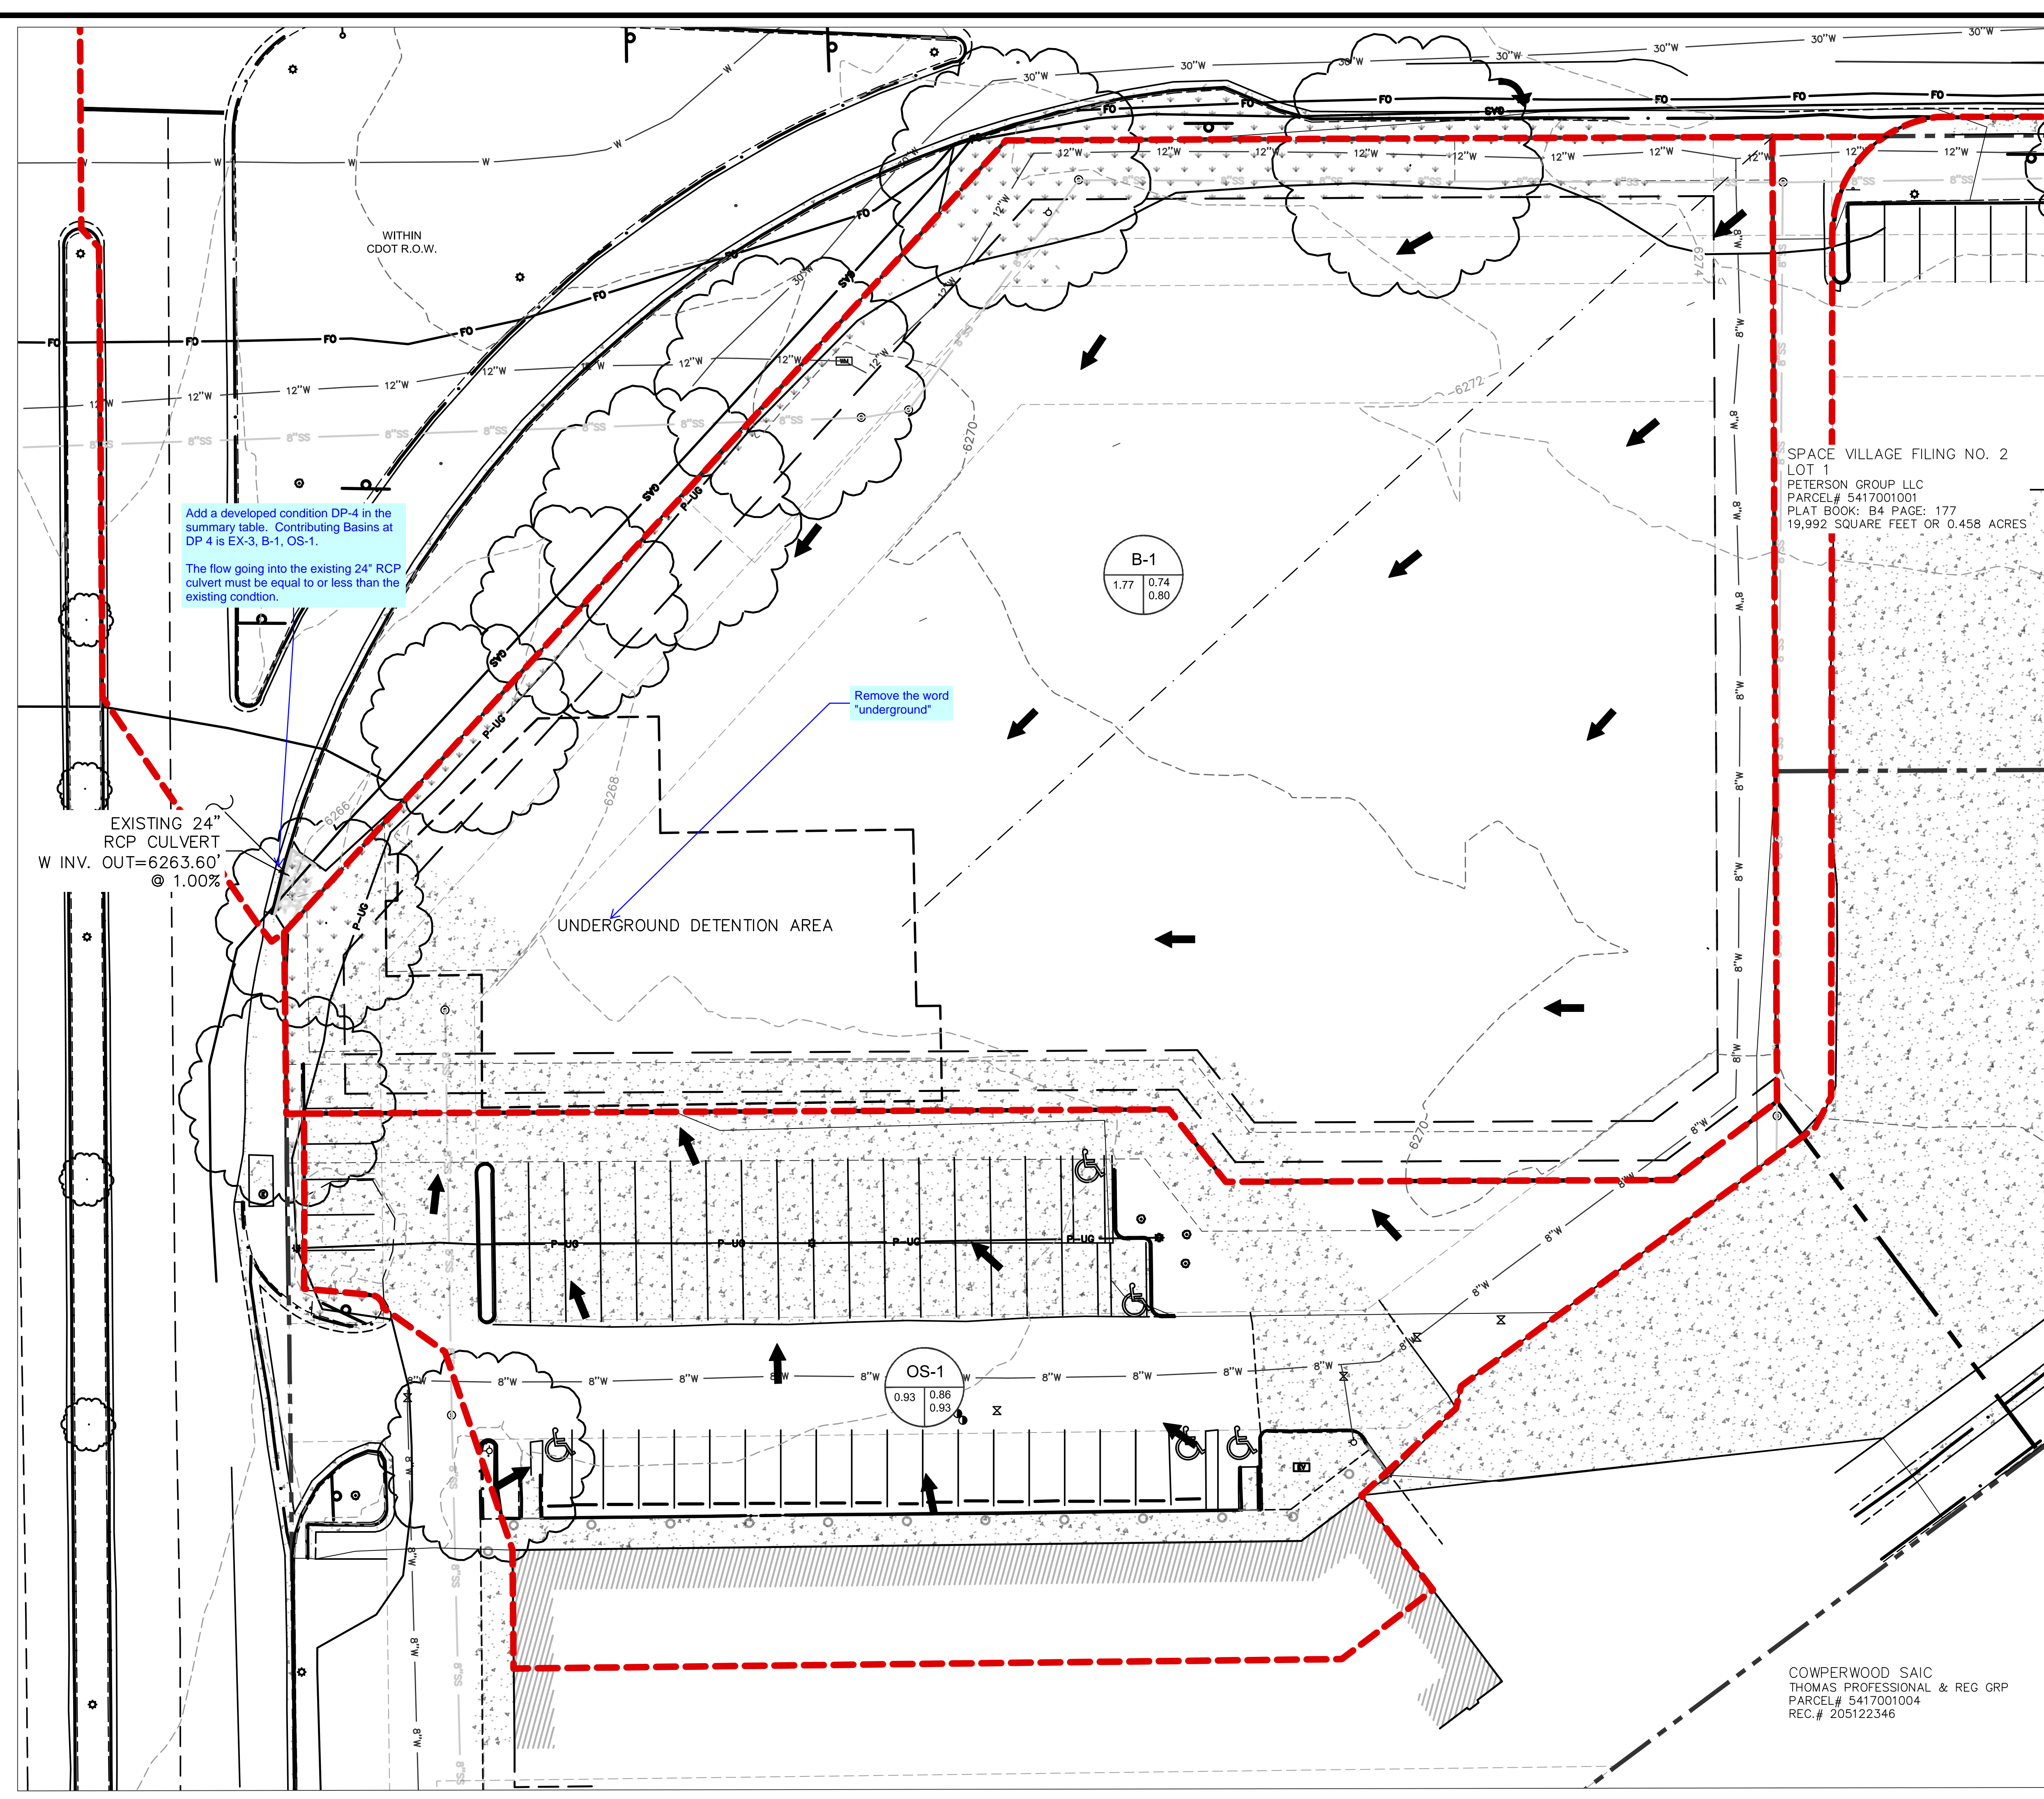 WITHIN
CDOT R.O.W.
Add a developed condition DP-4 in the
summary table.  Contributing Basins at
DP 4 is EX-3, B-1, OS-1.
The flow going into the existing 24" RCP
culvert must be equal to or less than the
existing condtion.
Remove the word
"underground"
B-1
1.77 0.74
0.80
SPACE VILLAGE FILING NO. 2
LOT 1
PETERSON GROUP LLC
PARCEL# 5417001001
PLAT BOOK: B4 PAGE: 177
19,992 SQUARE FEET OR 0.458 ACRES
EXISTING 24"
RCP CULVERT
W INV. OUT=6263.60'
@ 1.00%
UNDERGROUND DETENTION AREA
OS-1
0.93 0.86
0.93
COWPERWOOD SAIC
THOMAS PROFESSIONAL & REG GRP
PARCEL# 5417001004
REC.# 205122346
6274
6272
6270
6268
6266
6270
30"W
12"W
8"W
8"SS
W
FO
GAS
P-UG